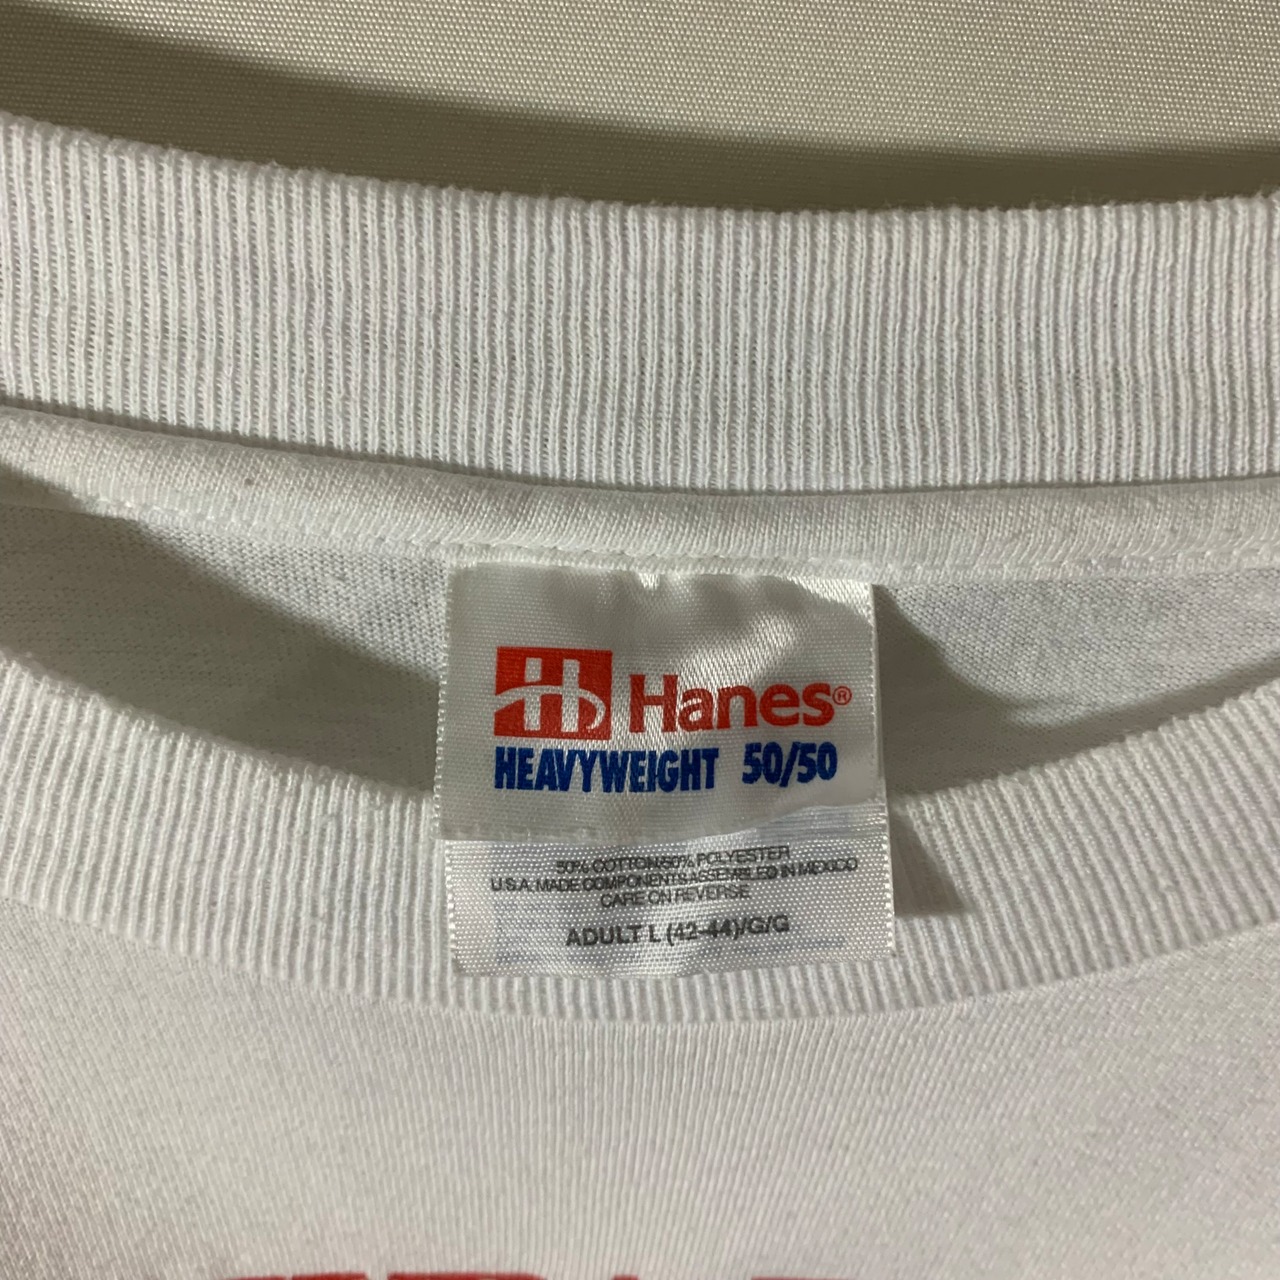 H Hanes®
HEAVYWEIGHT 50/50
50% COTTON/50% POLYESTER
U.S.A. MADE COMPONENTS ASSEMBLED IN MEXICO
CARE ON REVERSE
ADULT L (42-44)/G/G